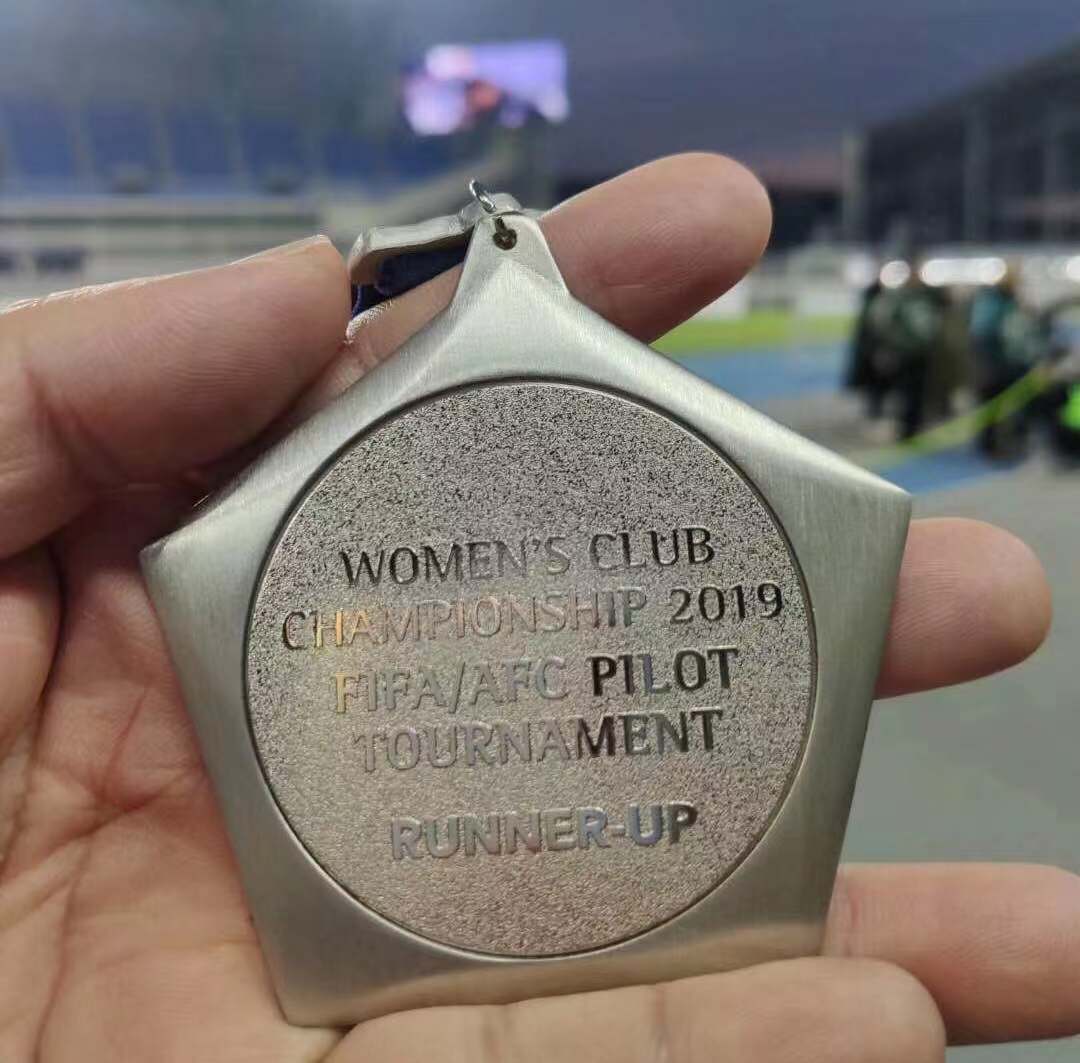 WOMEN'S CLUB
CHAMPIONSHIP 2019
FIFA/AFC PILOT
TOURNAMENT
RUNNER-UP